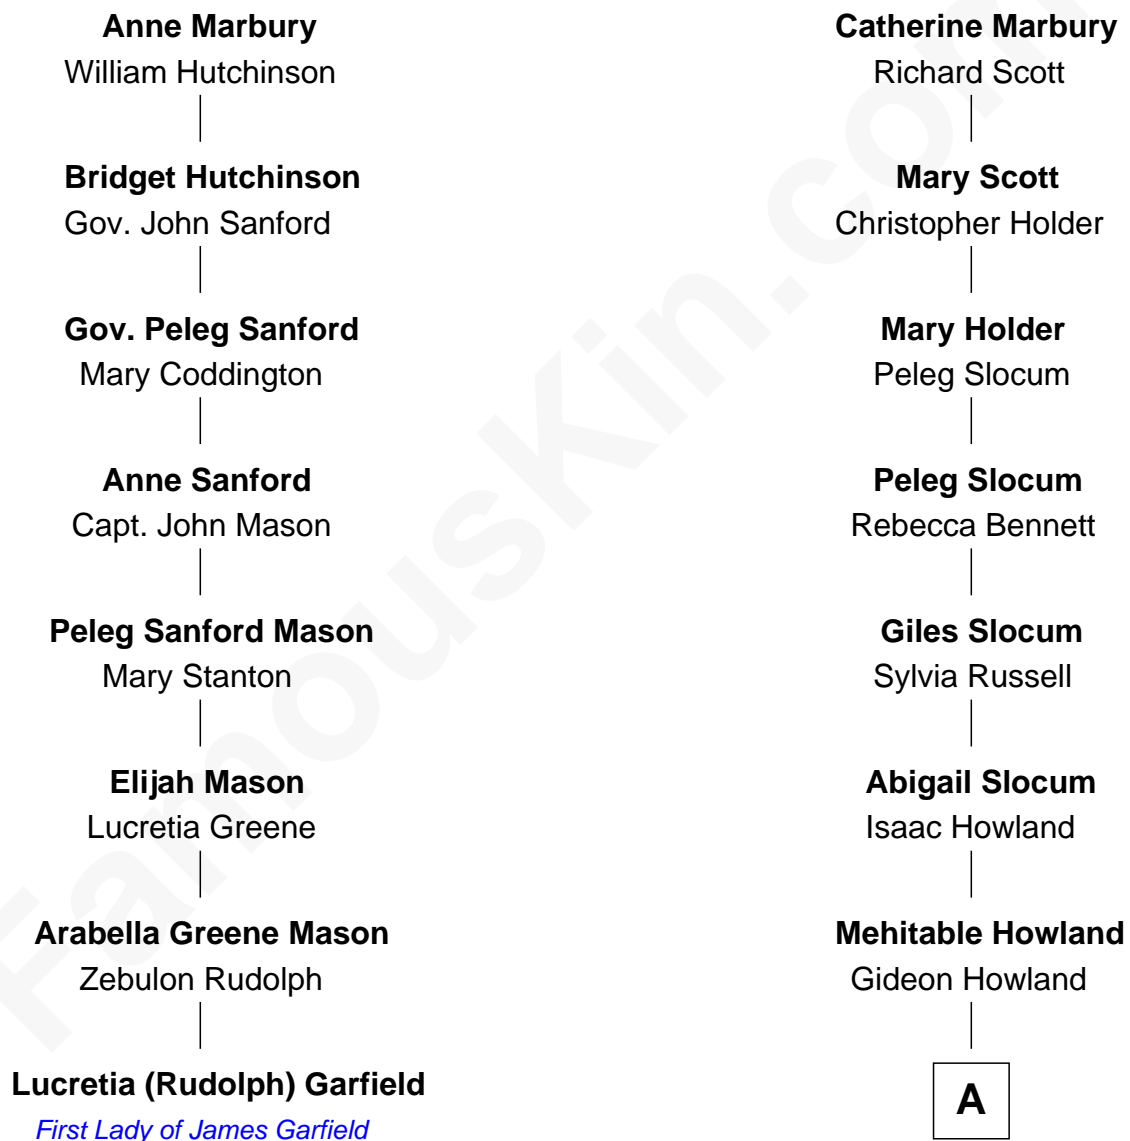 Anne Marbury
William Hutchinson
Bridget Hutchinson
Gov. John Sanford
Gov. Peleg Sanford
Mary Coddington
Anne Sanford
Capt. John Mason
Peleg Sanford Mason
Mary Stanton
Elijah Mason
Lucretia Greene
Arabella Greene Mason
Zebulon Rudolph
Lucretia (Rudolph) Garfield
First Lady of James Garfield
Catherine Marbury
Richard Scott
Mary Scott
Christopher Holder
Mary Holder
Peleg Slocum
Peleg Slocum
Rebecca Bennett
Giles Slocum
Sylvia Russell
Abigail Slocum
Isaac Howland
Mehitable Howland
Gideon Howland
A
FamousKin.com